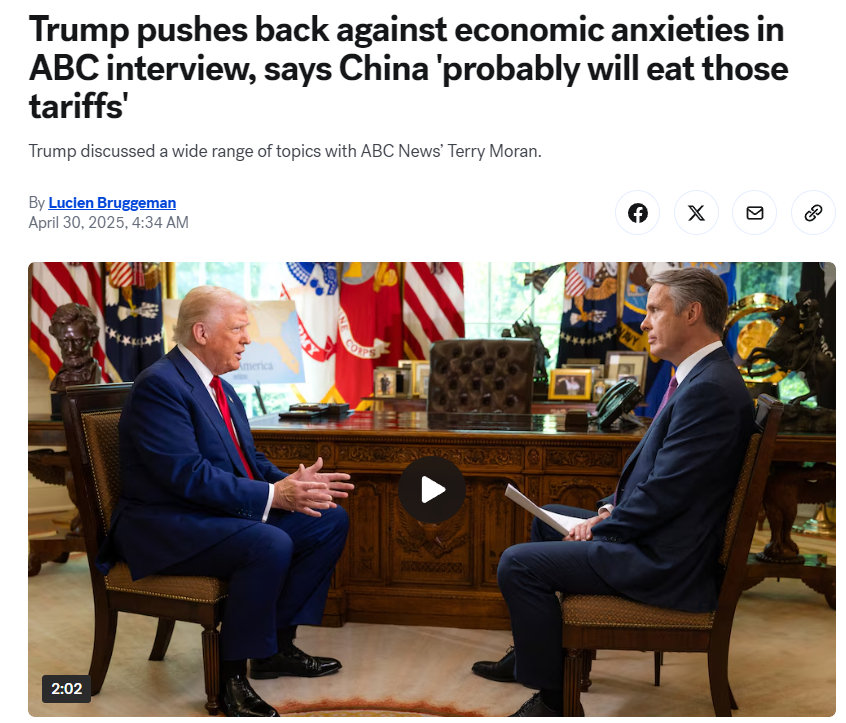 Trump pushes back against economic anxieties in
ABC interview, says China 'probably will eat those
tariffs'
Trump discussed a wide range of topics with ABC News’ Terry Moran.
By Lucien Bruggeman
April 30, 2025, 4:34 AM
NE CORPS
merica
2:02